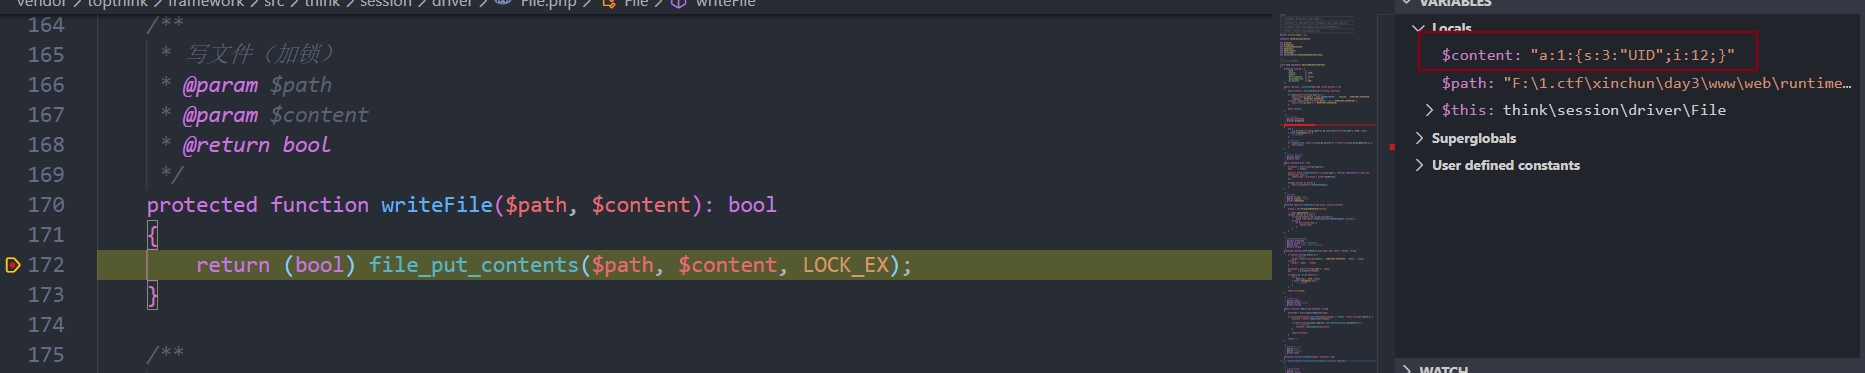 vendor > topthink > framework > src > think > session > driver > File.php > File > writeFile
164 /**
165 * 写文件（加锁）
166 * @param $path
167 * @param $content
168 * @return bool
169 */
170 protected function writeFile($path, $content): bool
171 {
172 return (bool) file_put_contents($path, $content, LOCK_EX);
173 }
174
175 /**
VARIABLES
Locals
$content: "a:1:{s:3:"UID";i:12;}"
$path: "F:\1.ctf\xinchun\day3\www\web\runtime…
$this: think\session\driver\File
Superglobals
User defined constants
WATCH